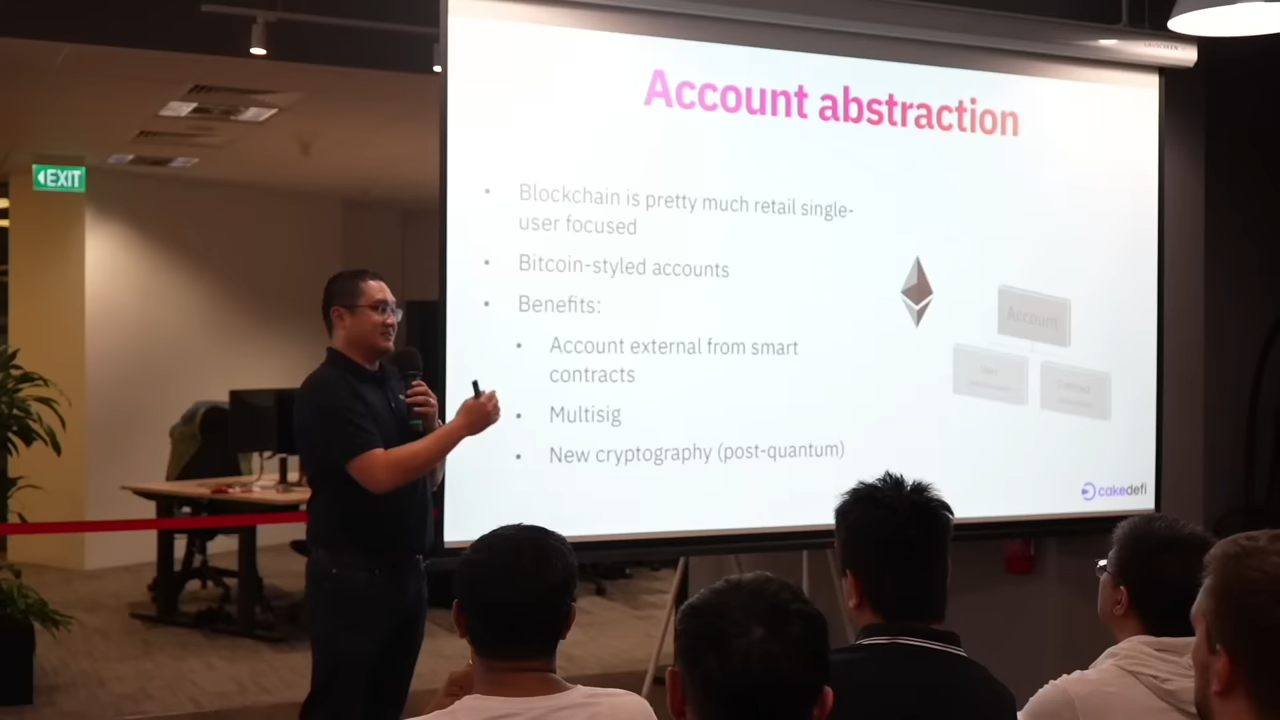 EXIT
Account abstraction
Blockchain is pretty much retail single-
user focused
Bitcoin-styled accounts
Benefits:
Account external from smart
contracts
Multisig
New cryptography (post-quantum)
Account
cakedefi